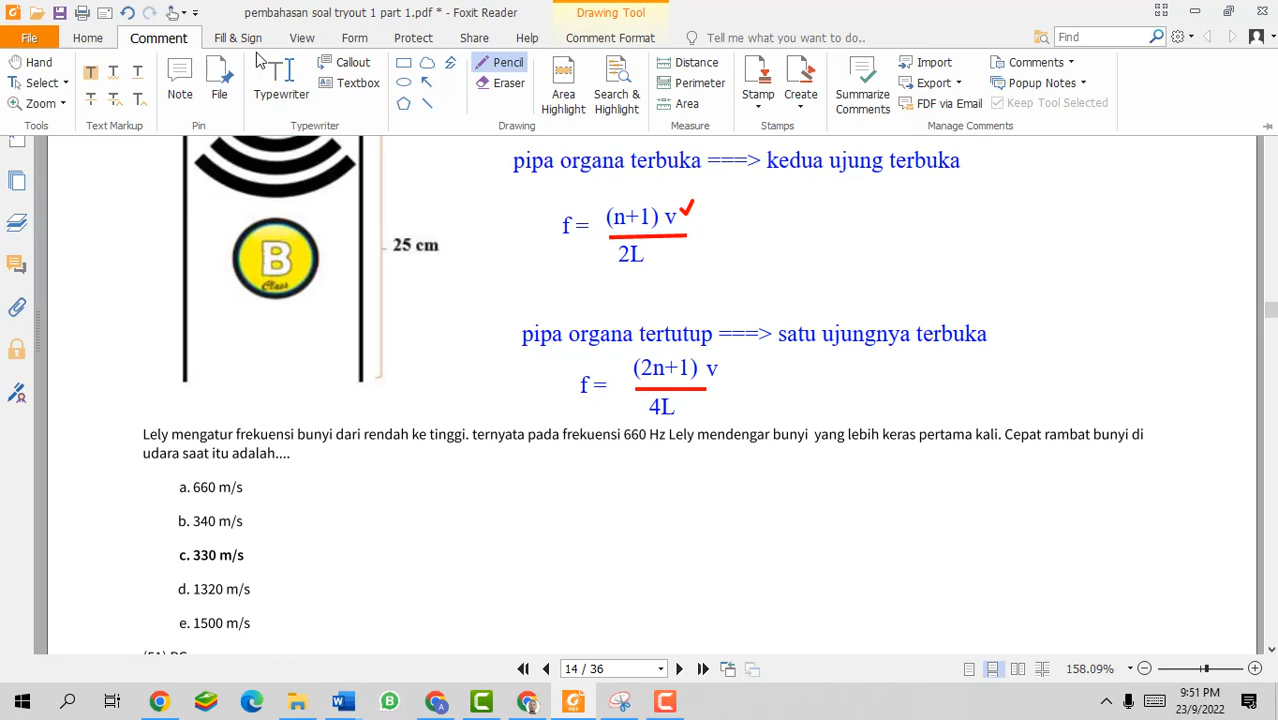 pembahasan soal tryput 1 part 1.pdf * - Foxit Reader
Drawing Tool
File
Home
Comment
Fill & Sign
View
Form
Protect
Share
Help
Comment Format
Tell me what you want to do..
Find
Hand
Select
Zoom
Tools
Text Markup
Note
File
Pin
Typewriter
Callout
Textbox
Typewriter
Pencil
Eraser
Drawing
Area Highlight
Search & Highlight
Distance
Perimeter
Area
Measure
Stamp
Create
Stamps
Summarize Comments
Import
Export
FDF via Email
Comments
Popup Notes
Keep Tool Selected
Manage Comments
pipa organa terbuka ===> kedua ujung terbuka
f = (n+1) v
2L
B
Class
25 cm
pipa organa tertutup ===> satu ujungnya terbuka
f = (2n+1) v
4L
Lely mengatur frekuensi bunyi dari rendah ke tinggi. ternyata pada frekuensi 660 Hz Lely mendengar bunyi yang lebih keras pertama kali. Cepat rambat bunyi di
udara saat itu adalah....
a. 660 m/s
b. 340 m/s
c. 330 m/s
d. 1320 m/s
e. 1500 m/s
14 / 36
158.09%
9:51 PM
23/9/2022